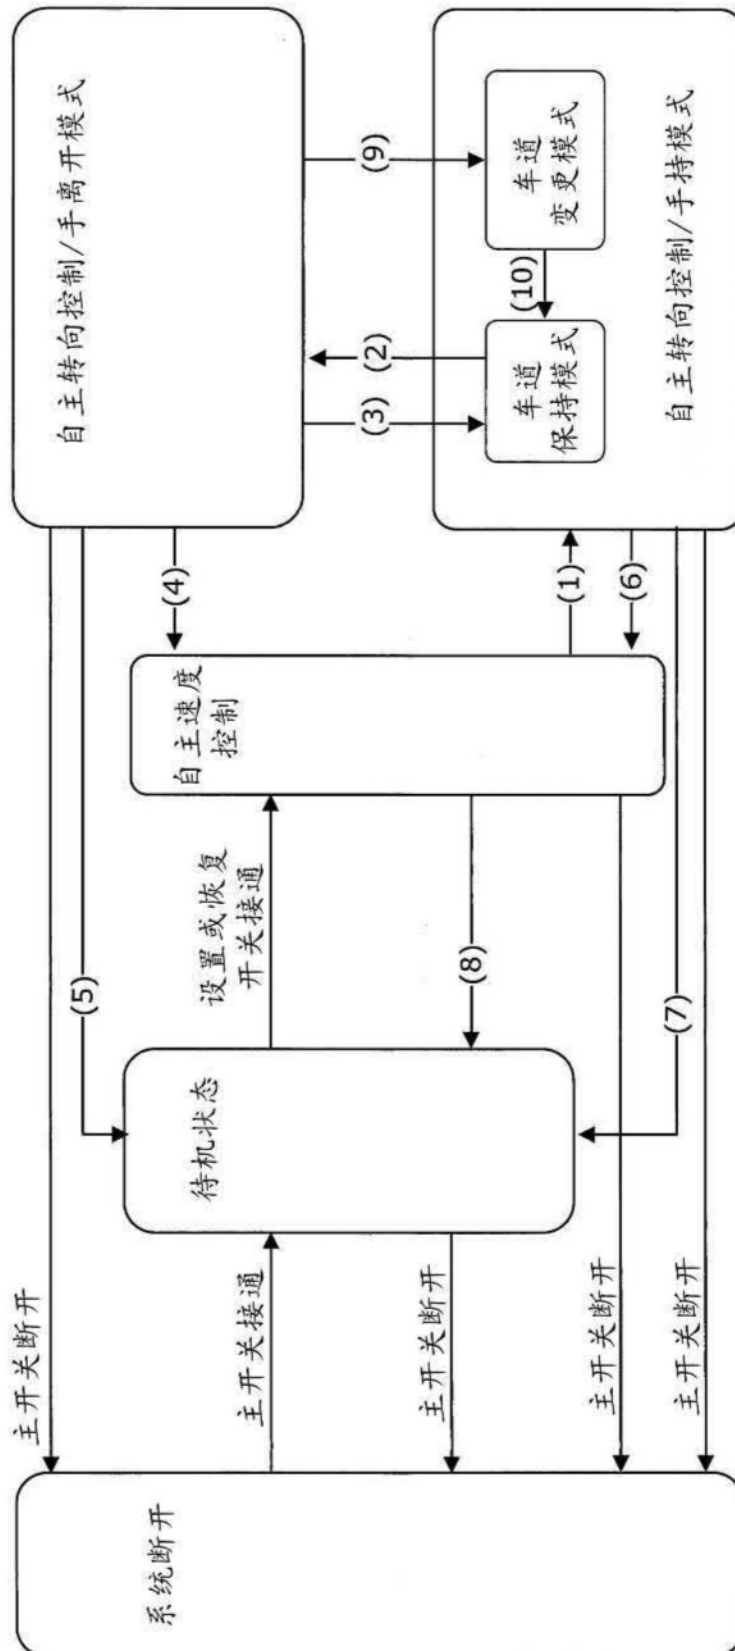 系统断开
主开关断开
主开关接通
主开关断开
主开关断开
主开关断开
待机状态
(5)
设置或恢复
开关接通
(8)
(7)
自主速度
控制
(4)
(1)
(6)
自主转向控制/手离开模式
(3)
(2)
(9)
车道
保持模式
(10)
车道
变更模式
自主转向控制/手持模式